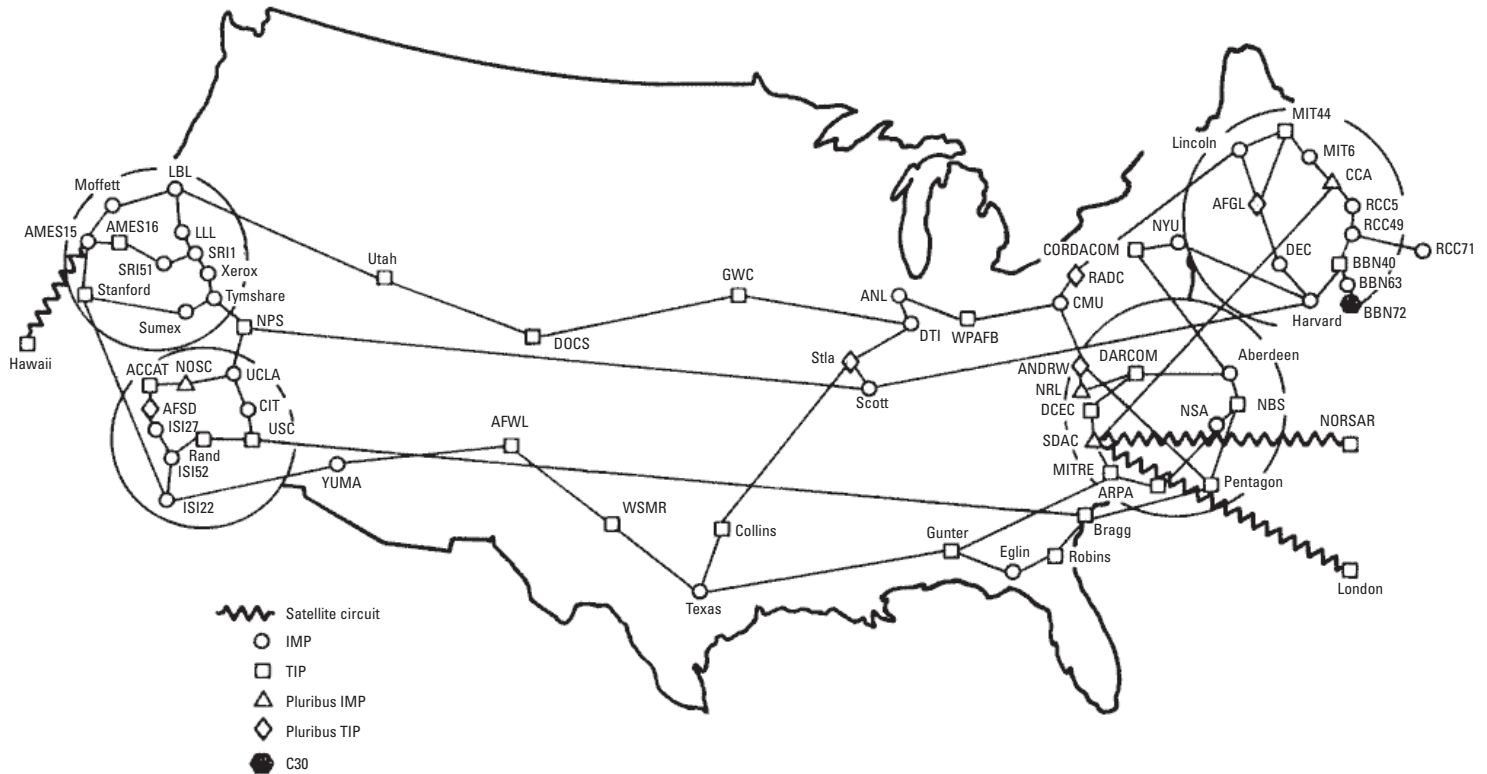 MIT44
Lincoln
MIT6
CCA
LBL
Moffett
AFGL
RCC5
AMES16
RCC49
NYU
AMES15
LLL
CORDACOM
SRI1
RCC71
SRI51
Xerox
Utah
RADC
DEC
BBN40
GWC
BBN63
Stanford
Tymshare
ANL
CMU
BBN72
Sumex
NPS
Harvard
DTI
WPAFB
DOCS
Hawaii
Stla
DARCOM
Aberdeen
ACCAT
NOSC
UCLA
ANDRW
NRL
Scott
AFSD
CIT
DCEC
NSA
NBS
ISI27
AFWL
NORSAR
USC
SDAC
Rand
ISI52
MITRE
YUMA
ARPA
Pentagon
ISI22
WSMR
Collins
Gunter
Bragg
Eglin
Robins
London
Texas
Satellite circuit
IMP
TIP
Pluribus IMP
Pluribus TIP
C30